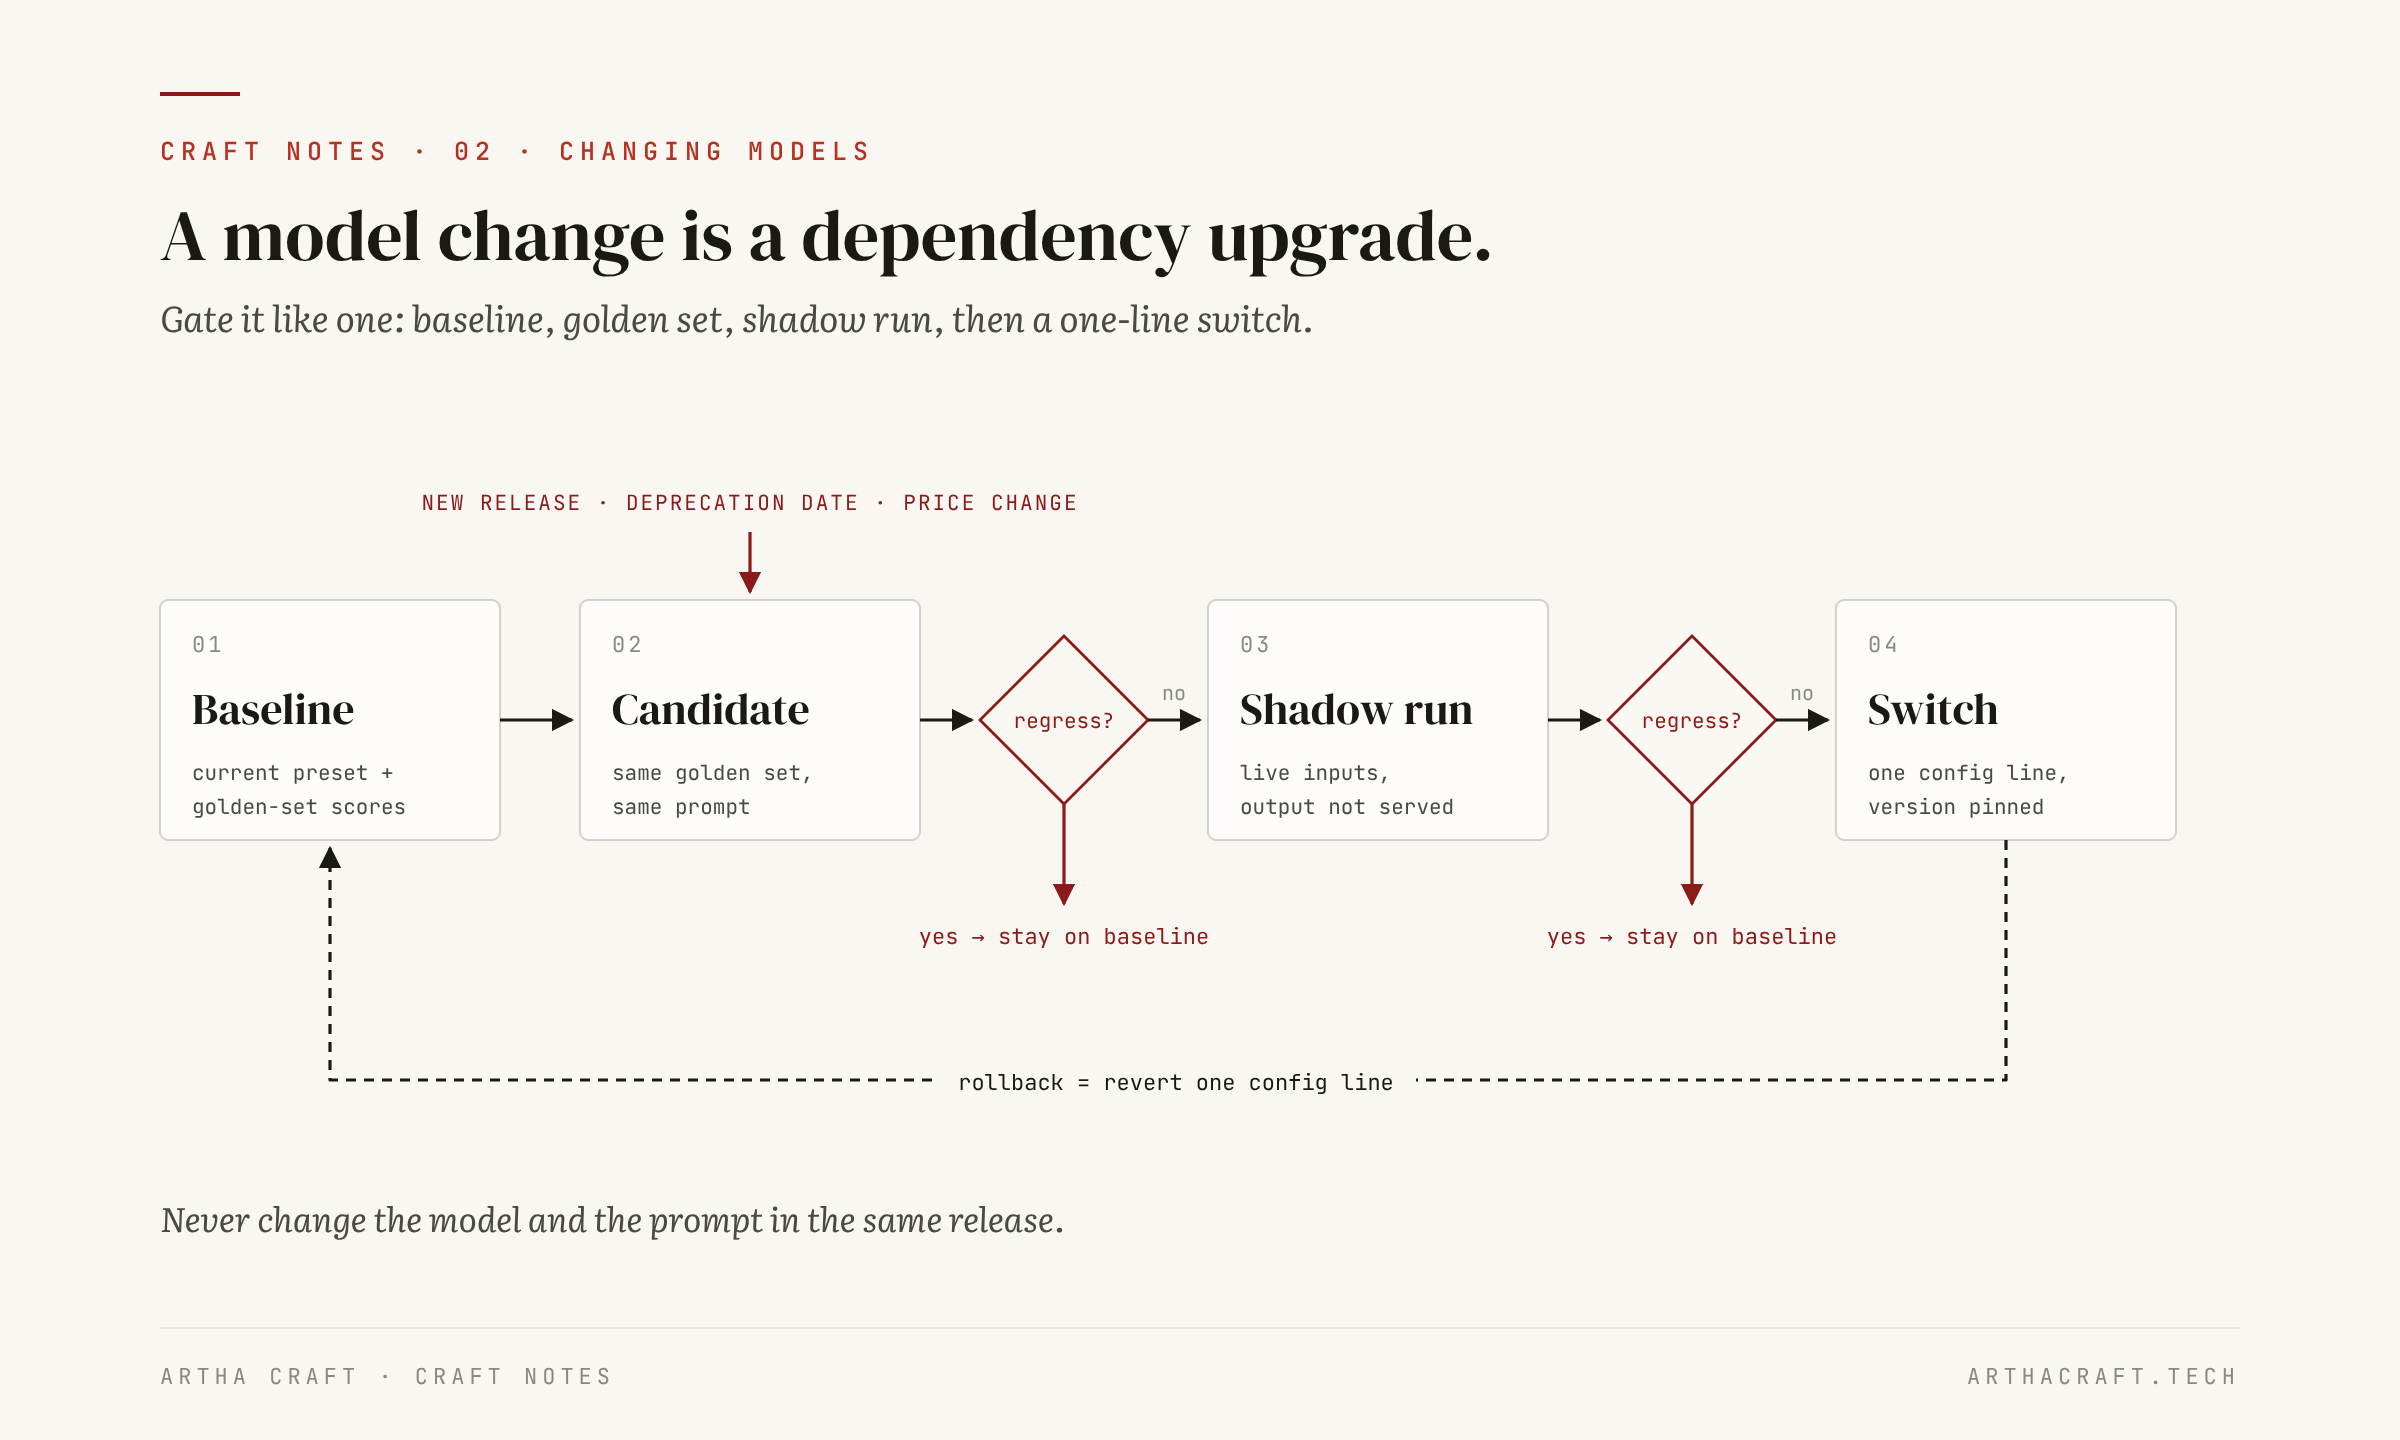 CRAFT NOTES · 02 · CHANGING MODELS
A model change is a dependency upgrade.
Gate it like one: baseline, golden set, shadow run, then a one-line switch.
NEW RELEASE · DEPRECATION DATE · PRICE CHANGE
01
Baseline
current preset +
golden-set scores
02
Candidate
same golden set,
same prompt
regress?
no
yes → stay on baseline
03
Shadow run
live inputs,
output not served
regress?
no
yes → stay on baseline
04
Switch
one config line,
version pinned
rollback = revert one config line
Never change the model and the prompt in the same release.
ARTHA CRAFT · CRAFT NOTES
ARTHACRAFT.TECH